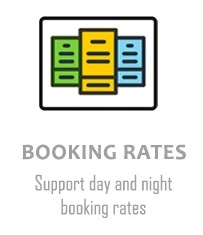 BOOKING RATES
Support day and night
booking rates